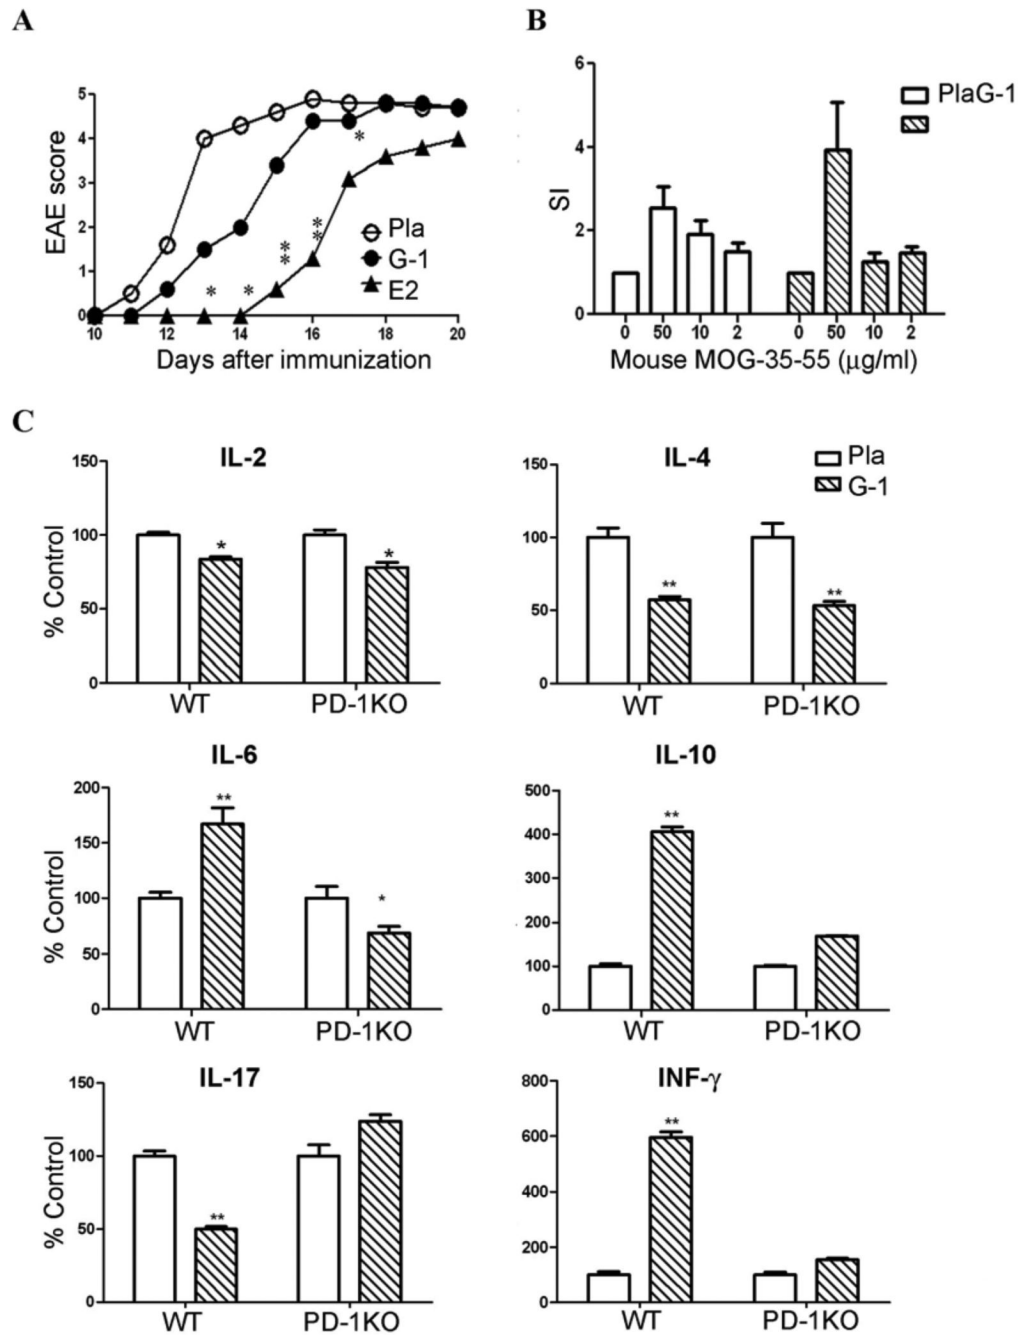 A
EAE score
5
4
3
2
1
0
10 12 14 16 18 20
Days after immunization
Pla
G-1
E2
* * ** ** *
B
SI
6
4
2
0
0 50 10 2 0 50 10 2
Mouse MOG-35-55 (μg/ml)
PlaG-1
C
IL-2
% Control
150
100
50
0
* *
WT PD-1KO
IL-4
Pla
G-1
150
100
50
0
** **
WT PD-1KO
IL-6
% Control
200
150
100
50
0
** *
WT PD-1KO
IL-10
500
400
300
200
100
0
**
WT PD-1KO
IL-17
% Control
150
100
50
0
**
WT PD-1KO
INF-γ
800
600
400
200
0
**
WT PD-1KO